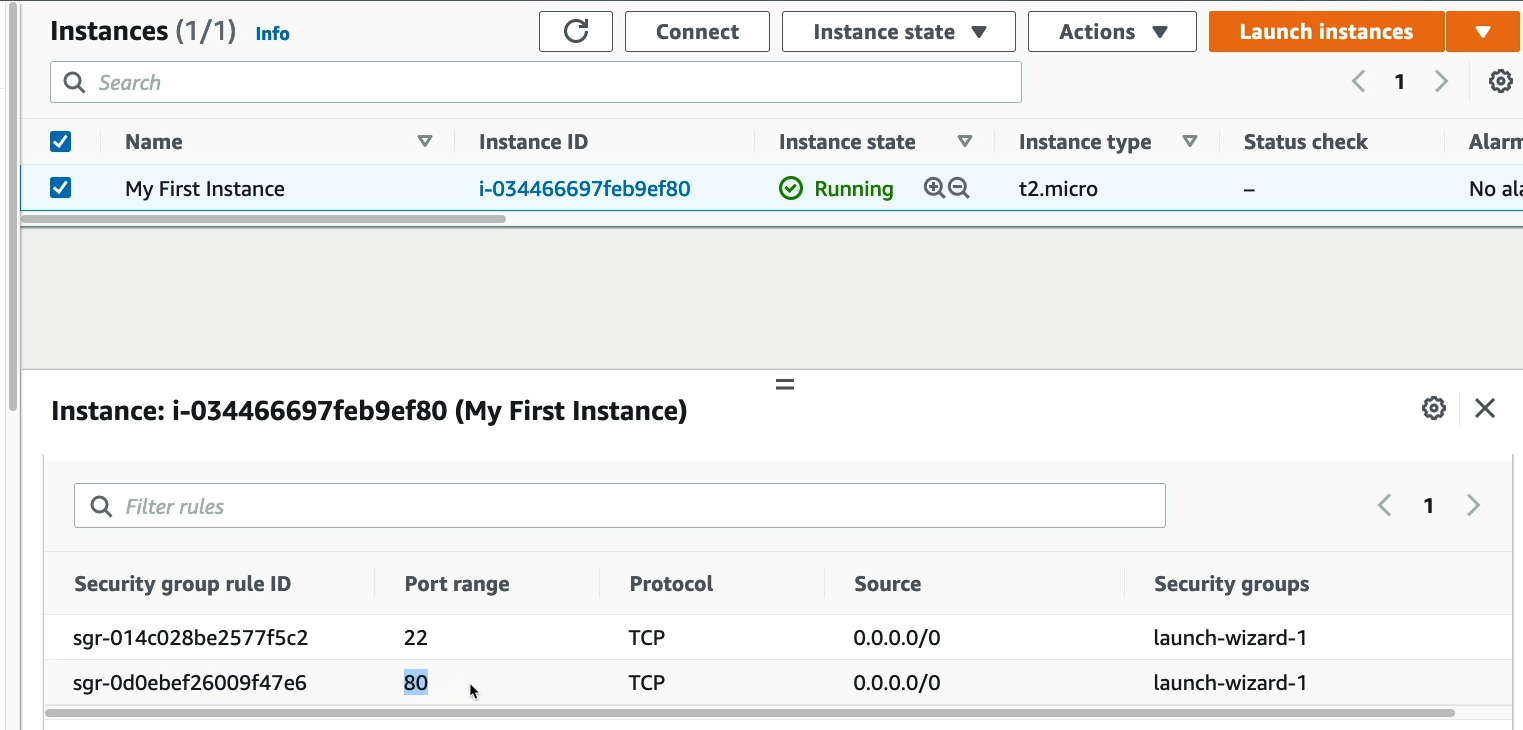 Instances (1/1) Info Connect Instance state Actions Launch instances
Search 1
Name Instance ID Instance state Instance type Status check Alarm
My First Instance i-034466697feb9ef80 Running t2.micro – No ala
Instance: i-034466697feb9ef80 (My First Instance)
Filter rules 1
Security group rule ID Port range Protocol Source Security groups
sgr-014c028be2577f5c2 22 TCP 0.0.0.0/0 launch-wizard-1
sgr-0d0ebef26009f47e6 80 TCP 0.0.0.0/0 launch-wizard-1